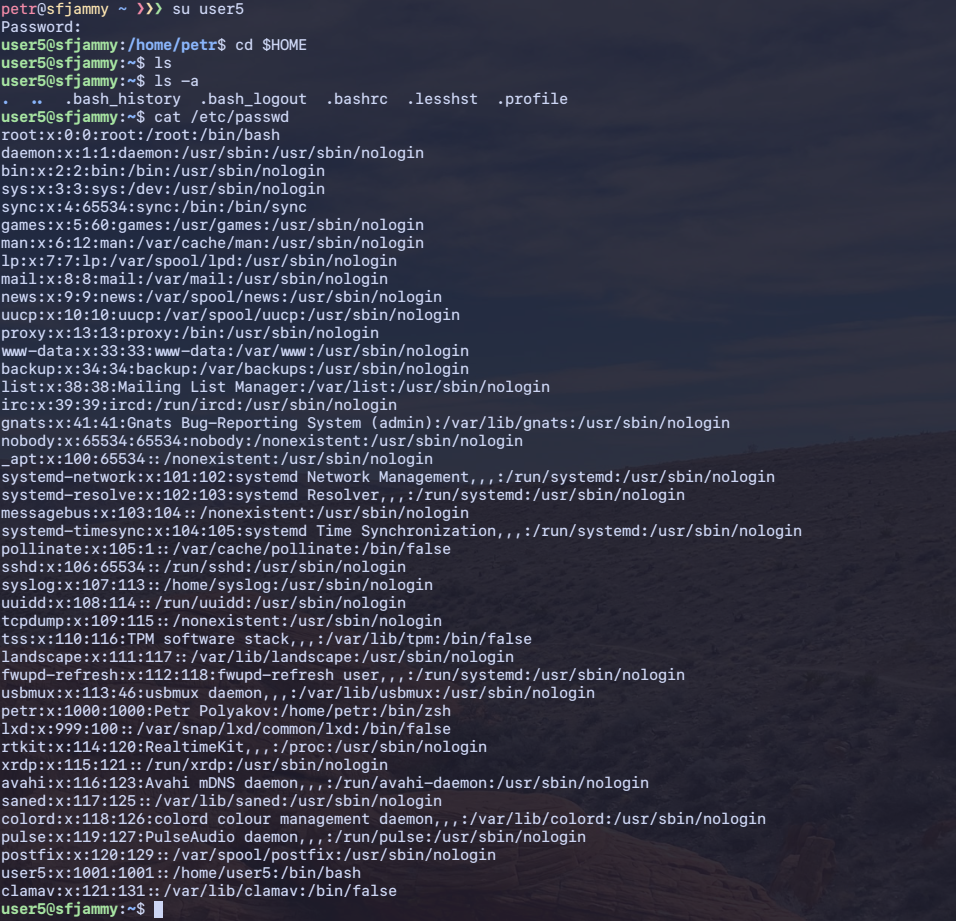 petr@sfjammy ~ ❯❯❯ su user5
Password:
user5@sfjammy:/home/petr$ cd $HOME
user5@sfjammy:~$ ls
user5@sfjammy:~$ ls -a
.  ..  .bash_history  .bash_logout  .bashrc  .lesshst  .profile
user5@sfjammy:~$ cat /etc/passwd
root:x:0:0:root:/root:/bin/bash
daemon:x:1:1:daemon:/usr/sbin:/usr/sbin/nologin
bin:x:2:2:bin:/bin:/usr/sbin/nologin
sys:x:3:3:sys:/dev:/usr/sbin/nologin
sync:x:4:65534:sync:/bin:/bin/sync
games:x:5:60:games:/usr/games:/usr/sbin/nologin
man:x:6:12:man:/var/cache/man:/usr/sbin/nologin
lp:x:7:7:lp:/var/spool/lpd:/usr/sbin/nologin
mail:x:8:8:mail:/var/mail:/usr/sbin/nologin
news:x:9:9:news:/var/spool/news:/usr/sbin/nologin
uucp:x:10:10:uucp:/var/spool/uucp:/usr/sbin/nologin
proxy:x:13:13:proxy:/bin:/usr/sbin/nologin
www-data:x:33:33:www-data:/var/www:/usr/sbin/nologin
backup:x:34:34:backup:/var/backups:/usr/sbin/nologin
list:x:38:38:Mailing List Manager:/var/list:/usr/sbin/nologin
irc:x:39:39:ircd:/run/ircd:/usr/sbin/nologin
gnats:x:41:41:Gnats Bug-Reporting System (admin):/var/lib/gnats:/usr/sbin/nologin
nobody:x:65534:65534:nobody:/nonexistent:/usr/sbin/nologin
_apt:x:100:65534::/nonexistent:/usr/sbin/nologin
systemd-network:x:101:102:systemd Network Management,,,:/run/systemd:/usr/sbin/nologin
systemd-resolve:x:102:103:systemd Resolver,,,:/run/systemd:/usr/sbin/nologin
messagebus:x:103:104::/nonexistent:/usr/sbin/nologin
systemd-timesync:x:104:105:systemd Time Synchronization,,,:/run/systemd:/usr/sbin/nologin
pollinate:x:105:1::/var/cache/pollinate:/bin/false
sshd:x:106:65534::/run/sshd:/usr/sbin/nologin
syslog:x:107:113::/home/syslog:/usr/sbin/nologin
uuidd:x:108:114::/run/uuidd:/usr/sbin/nologin
tcpdump:x:109:115::/nonexistent:/usr/sbin/nologin
tss:x:110:116:TPM software stack,,,:/var/lib/tpm:/bin/false
landscape:x:111:117::/var/lib/landscape:/usr/sbin/nologin
fwupd-refresh:x:112:118:fwupd-refresh user,,,:/run/systemd:/usr/sbin/nologin
usbmux:x:113:46:usbmux daemon,,,:/var/lib/usbmux:/usr/sbin/nologin
petr:x:1000:1000:Petr Polyakov:/home/petr:/bin/zsh
lxd:x:999:100::/var/snap/lxd/common/lxd:/bin/false
rtkit:x:114:120:RealtimeKit,,,:/proc:/usr/sbin/nologin
xrdp:x:115:121::/run/xrdp:/usr/sbin/nologin
avahi:x:116:123:Avahi mDNS daemon,,,:/run/avahi-daemon:/usr/sbin/nologin
saned:x:117:125::/var/lib/saned:/usr/sbin/nologin
colord:x:118:126:colord colour management daemon,,,:/var/lib/colord:/usr/sbin/nologin
pulse:x:119:127:PulseAudio daemon,,,:/run/pulse:/usr/sbin/nologin
postfix:x:120:129::/var/spool/postfix:/usr/sbin/nologin
user5:x:1001:1001::/home/user5:/bin/bash
clamav:x:121:131::/var/lib/clamav:/bin/false
user5@sfjammy:~$